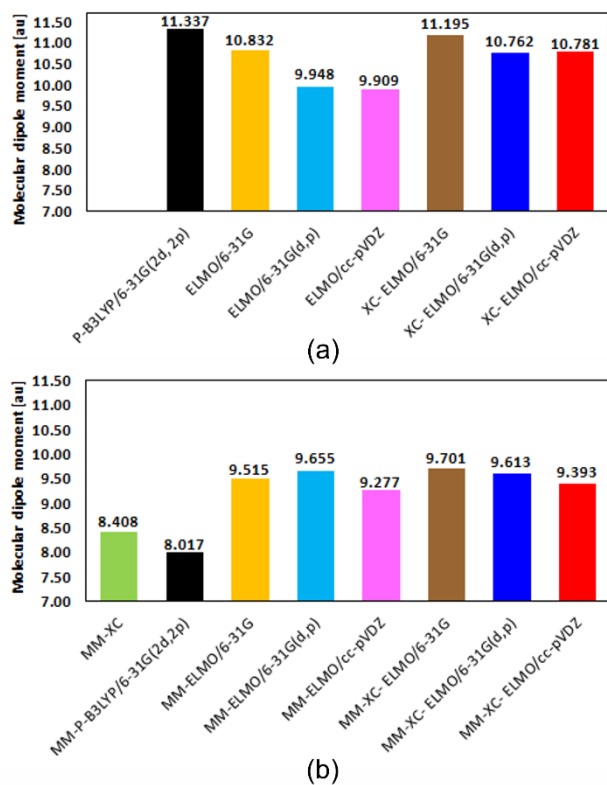 Molecular dipole moment [au]
11.50
11.00
10.50
10.00
9.50
9.00
8.50
8.00
7.50
7.00
11.337
10.832
9.948
9.909
11.195
10.762
10.781
P-B3LYP/6-31G(2d, 2p)
ELMO/6-31G
ELMO/6-31G(d,p)
ELMO/cc-pVDZ
XC- ELMO/6-31G
XC- ELMO/6-31G(d,p)
XC- ELMO/cc-pVDZ
(a)
Molecular dipole moment [au]
11.50
11.00
10.50
10.00
9.50
9.00
8.50
8.00
7.50
7.00
8.408
8.017
9.515
9.655
9.277
9.701
9.613
9.393
MM-XC
MM-P-B3LYP/6-31G(2d,2p)
MM-ELMO/6-31G
MM-ELMO/6-31G(d,p)
MM-ELMO/cc-pVDZ
MM-XC- ELMO/6-31G
MM-XC- ELMO/6-31G(d,p)
MM-XC- ELMO/cc-pVDZ
(b)